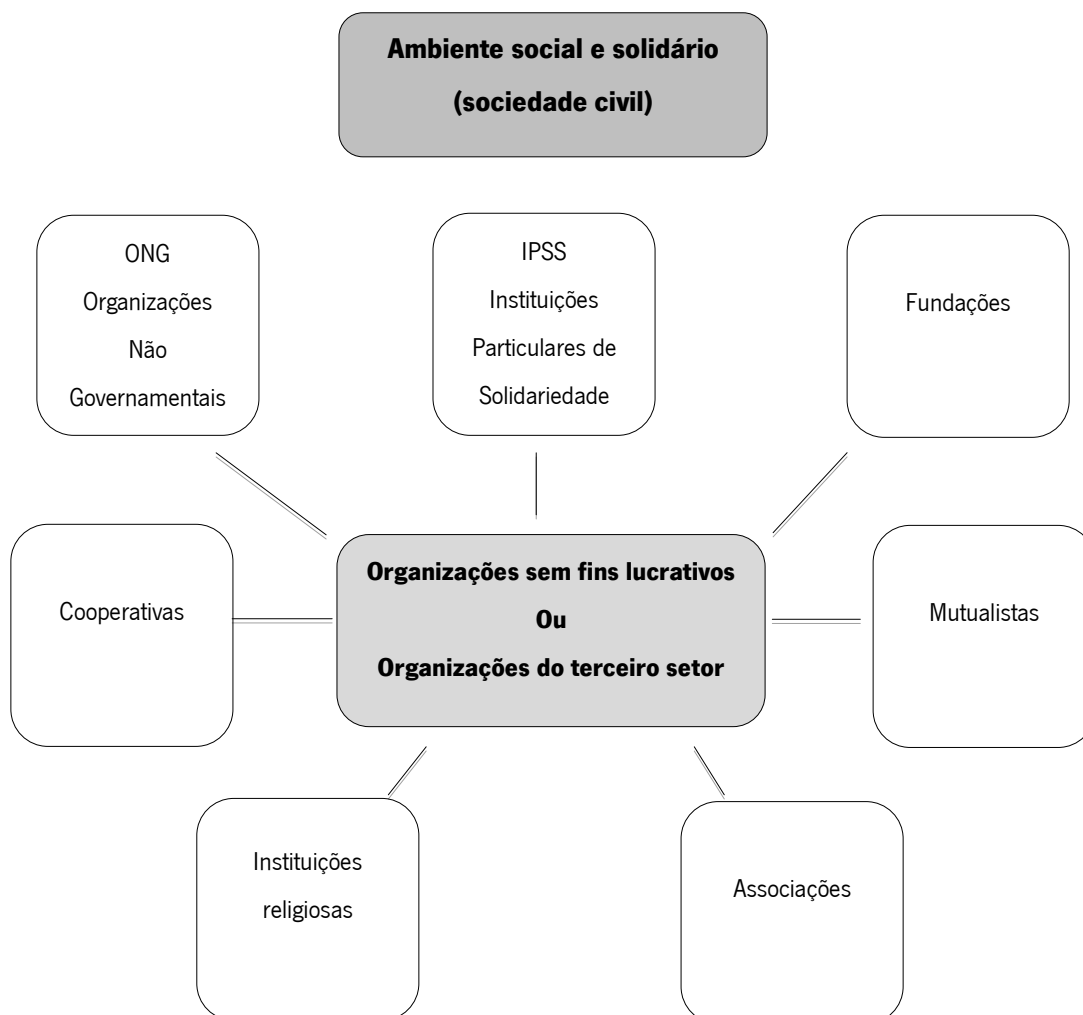 Ambiente social e solidário
(sociedade civil)
ONG
Organizações
Não
Governamentais
IPSS
Instituições
Particulares de
Solidariedade
Fundações
Cooperativas
Organizações sem fins lucrativos
Ou
Organizações do terceiro setor
Mutualistas
Instituições
religiosas
Associações